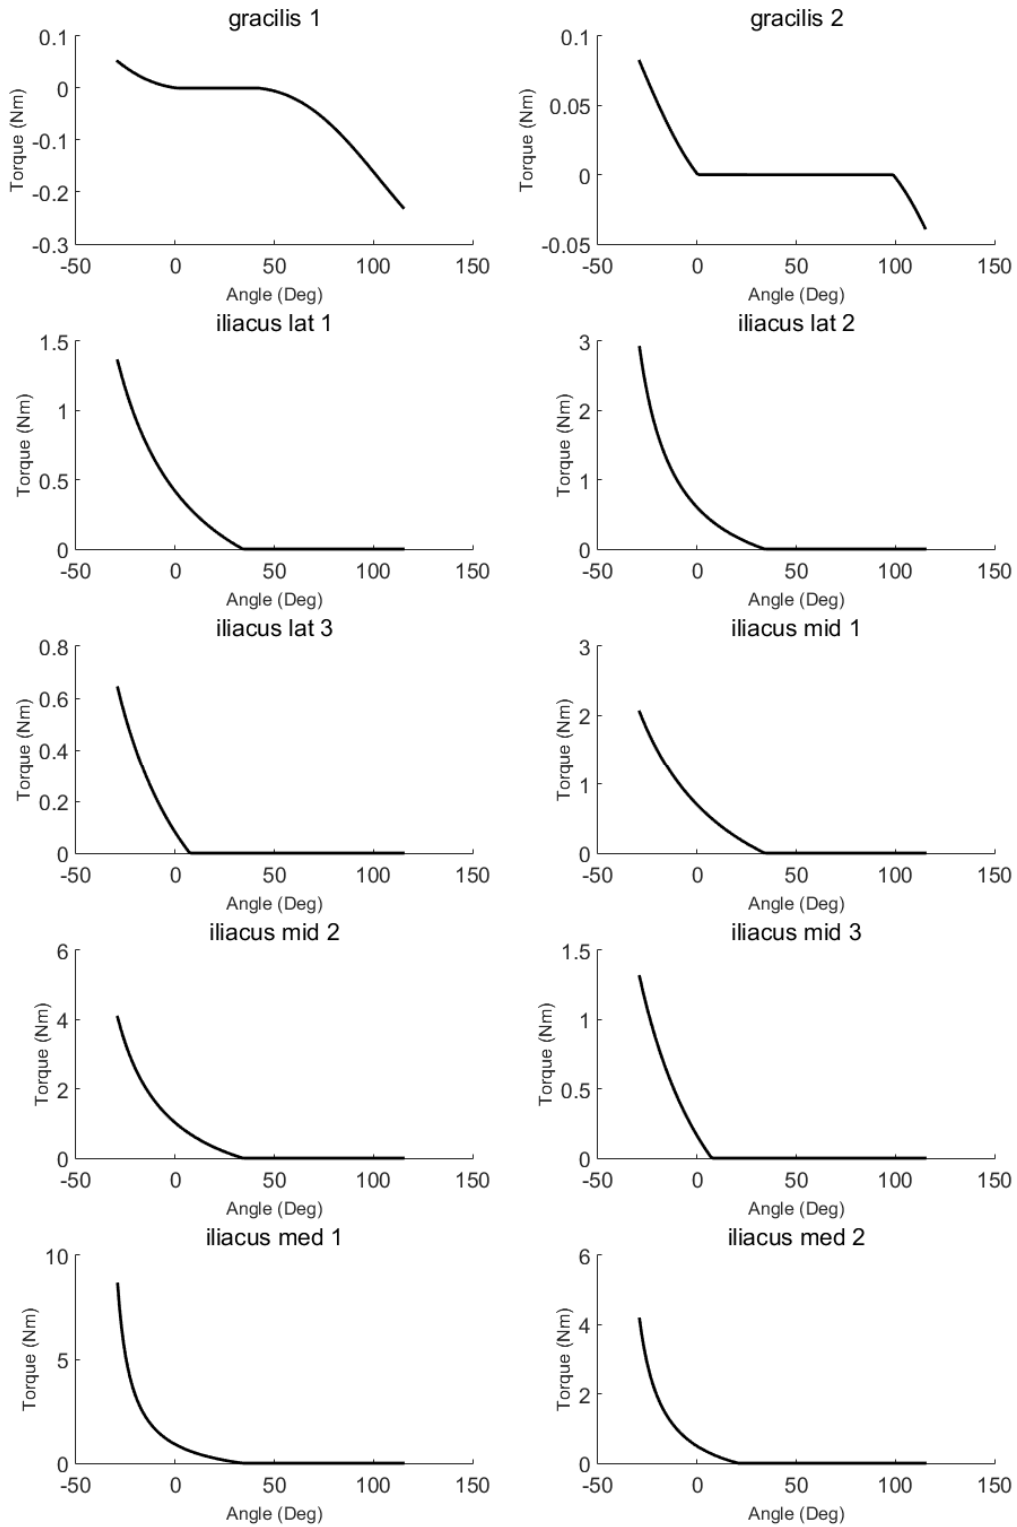 gracilis 1
gracilis 2
0.1
0
-0.1
-0.2
-0.3
Torque (Nm)
-50 0 50 100 150
Angle (Deg)
0.1
0.05
0
-0.05
Torque (Nm)
-50 0 50 100 150
Angle (Deg)
iliacus lat 1
iliacus lat 2
1.5
1
0.5
0
Torque (Nm)
-50 0 50 100 150
Angle (Deg)
3
2
1
0
Torque (Nm)
-50 0 50 100 150
Angle (Deg)
iliacus lat 3
iliacus mid 1
0.8
0.6
0.4
0.2
0
Torque (Nm)
-50 0 50 100 150
Angle (Deg)
3
2
1
0
Torque (Nm)
-50 0 50 100 150
Angle (Deg)
iliacus mid 2
iliacus mid 3
6
4
2
0
Torque (Nm)
-50 0 50 100 150
Angle (Deg)
1.5
1
0.5
0
Torque (Nm)
-50 0 50 100 150
Angle (Deg)
iliacus med 1
iliacus med 2
10
5
0
Torque (Nm)
-50 0 50 100 150
Angle (Deg)
6
4
2
0
Torque (Nm)
-50 0 50 100 150
Angle (Deg)